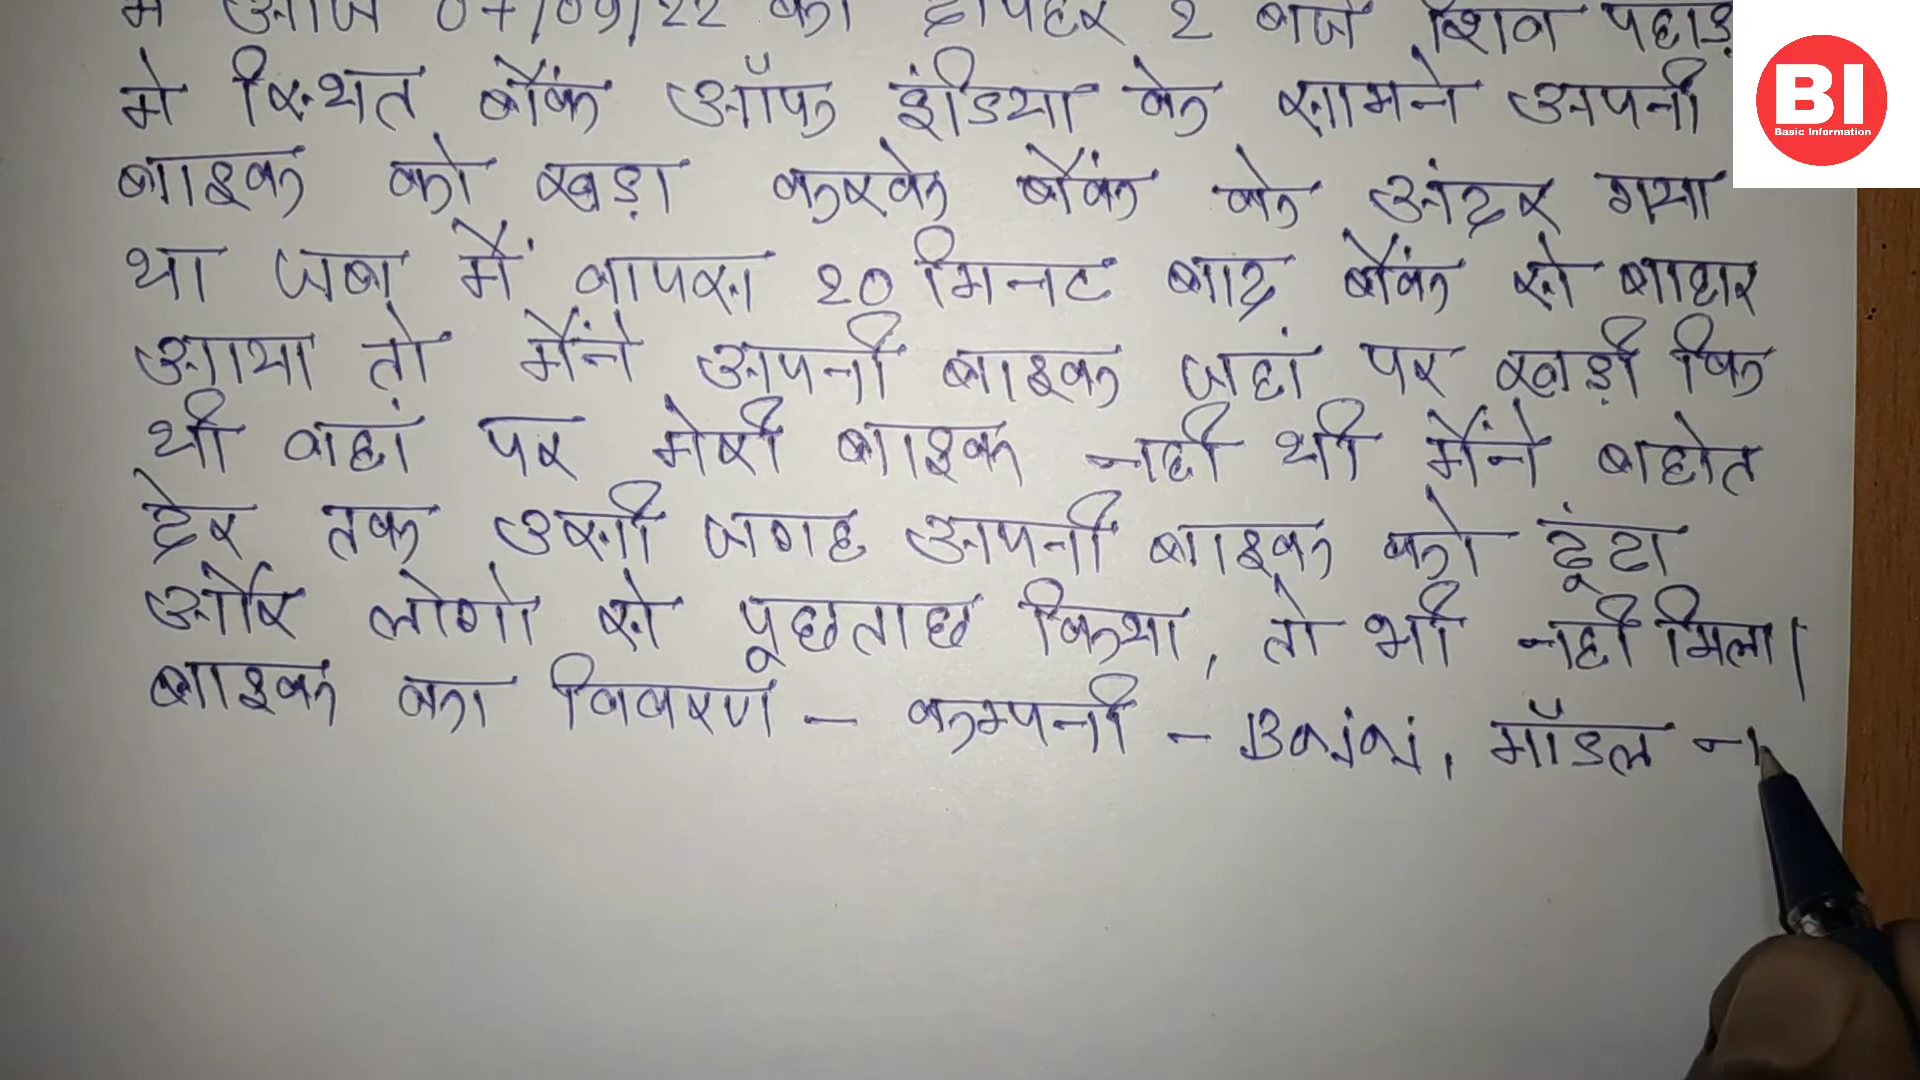 आज 07/09/22 को दोपहर 2 बजे शिव पहाड़
मे स्थित बैंक ऑफ इंडिया के सामने अपनी
बाइक को खड़ा करके बैंक के अंदर गया
था जब मैं वापस 20 मिनट बाद बैंक से बाहार
आया तो मैंने अपनी बाइक जहां पर खड़ी कि
थी वहां पर मेरी बाइक नही थी मैंने बहोत
देर तक उसी जगह अपनी बाइक को ढूंढा
और लोगो से पूछताछ किया, तो भी नही मिला।
बाइक का विवरण - कम्पनी - Bajaj, मॉडल -
BI
Basic Information